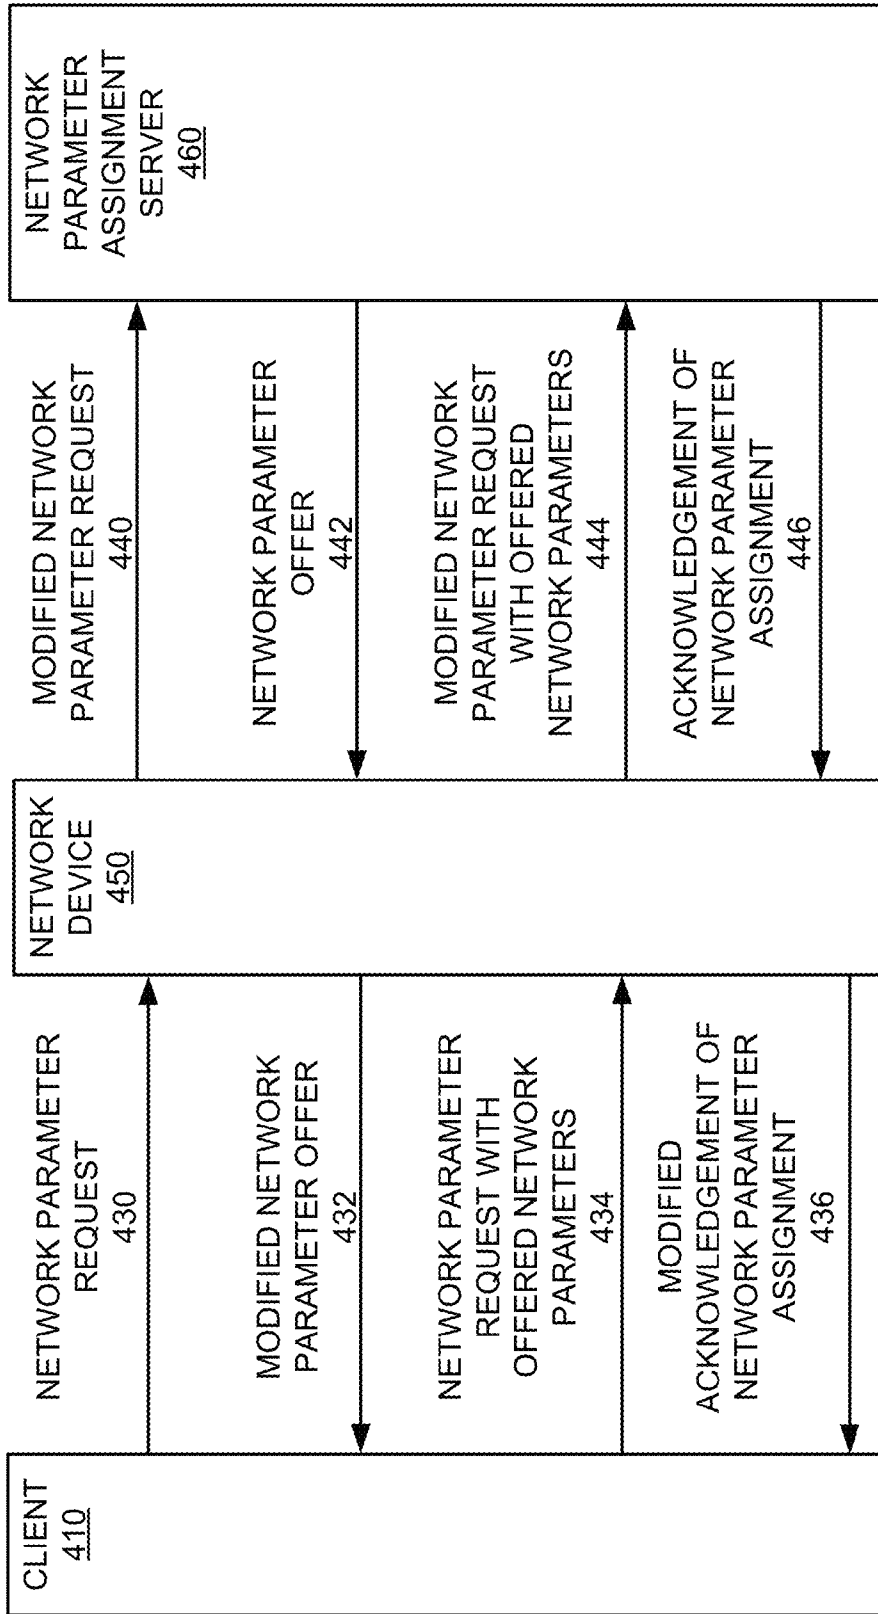 CLIENT
410
NETWORK PARAMETER
REQUEST
430
MODIFIED NETWORK
PARAMETER OFFER
432
NETWORK PARAMETER
REQUEST WITH
OFFERED NETWORK
PARAMETERS
434
MODIFIED
ACKNOWLEDGEMENT OF
NETWORK PARAMETER
ASSIGNMENT
436
NETWORK
DEVICE
450
MODIFIED NETWORK
PARAMETER REQUEST
440
NETWORK PARAMETER
OFFER
442
MODIFIED NETWORK
PARAMETER REQUEST
WITH OFFERED
NETWORK PARAMETERS
444
ACKNOWLEDGEMENT OF
NETWORK PARAMETER
ASSIGNMENT
446
NETWORK
PARAMETER
ASSIGNMENT
SERVER
460